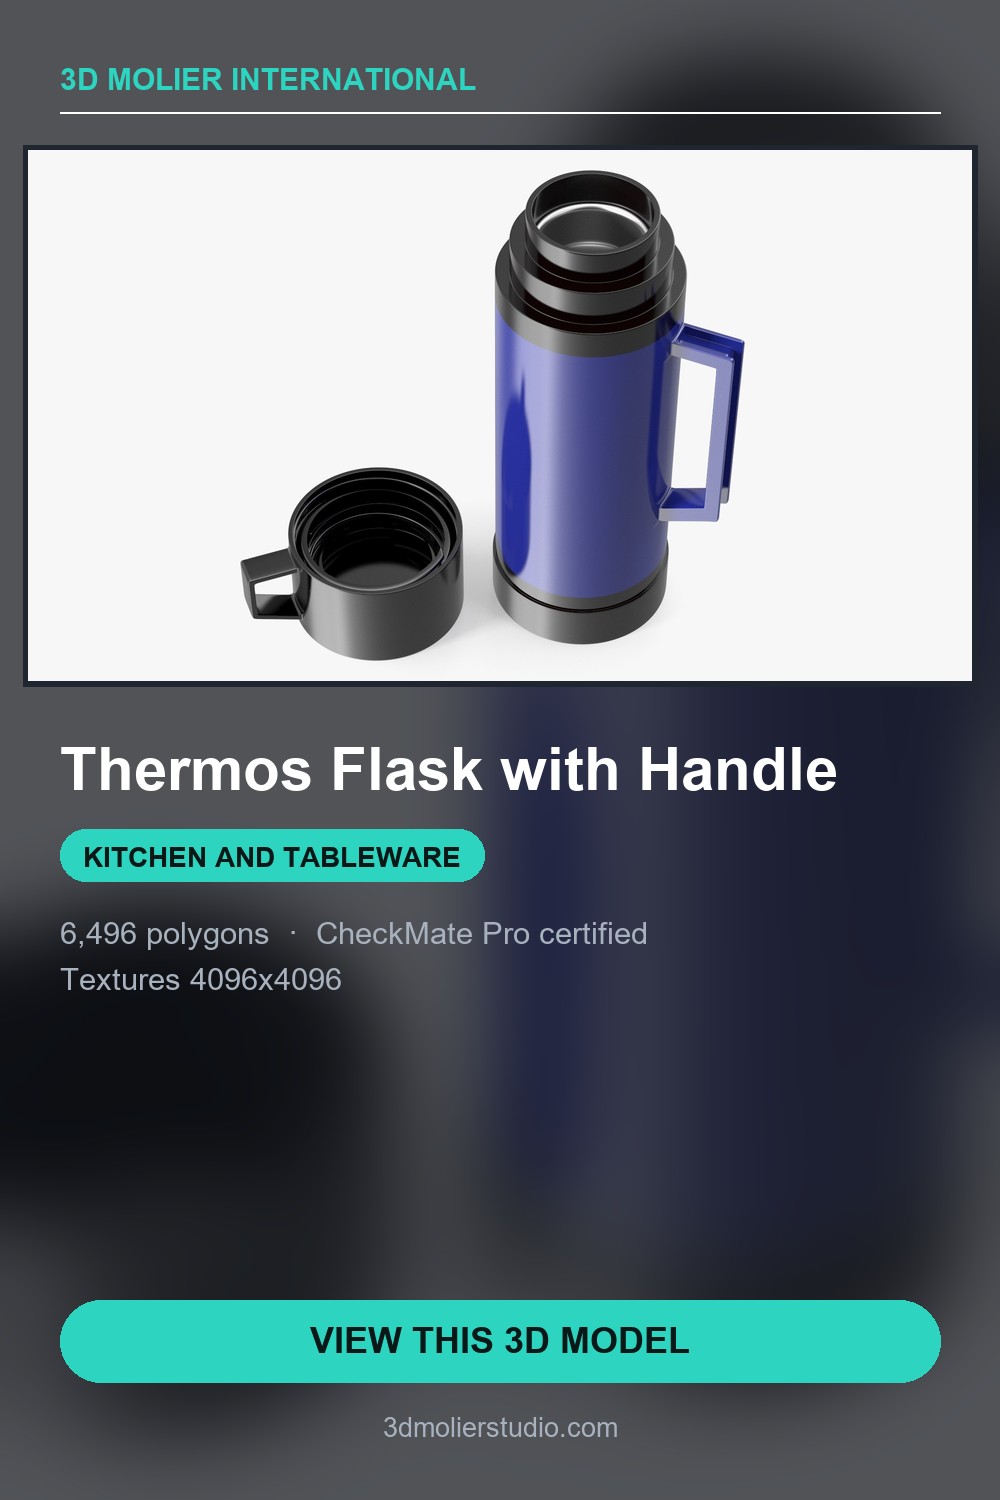 3D MOLIER INTERNATIONAL
Thermos Flask with Handle
KITCHEN AND TABLEWARE
6,496 polygons · CheckMate Pro certified
Textures 4096x4096
VIEW THIS 3D MODEL
3dmolierstudio.com